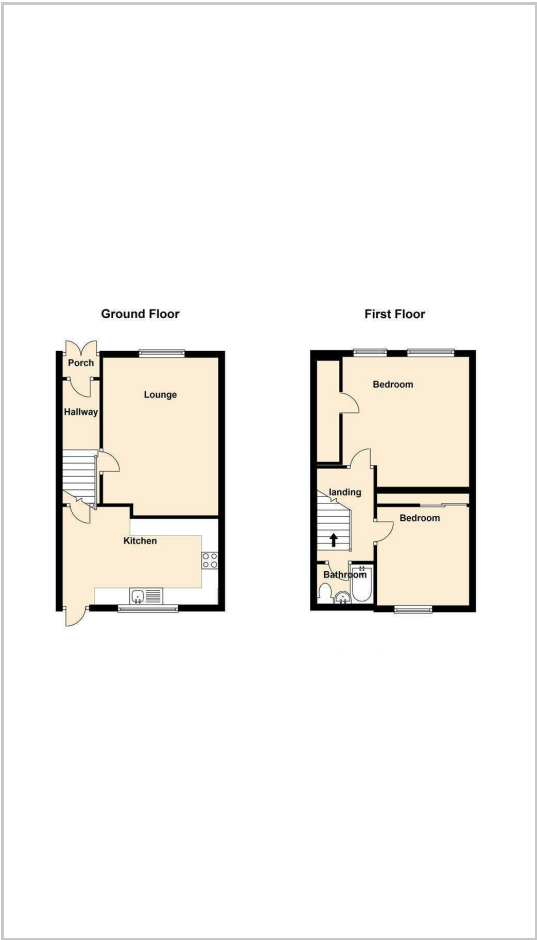 Ground Floor
Porch
Hallway
Lounge
Kitchen
First Floor
Bedroom
landing
Bedroom
Bathroom